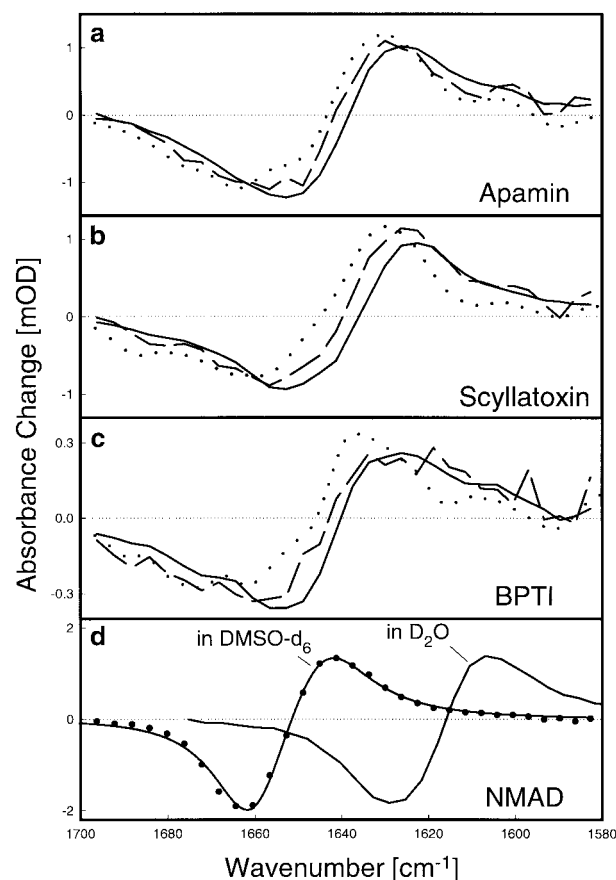 a
1
0
-1
Apamin
b
1
0
-1
Scyllatoxin
c
0.3
0.0
-0.3
BPTI
d
in DMSO-d6
in D2O
2
0
-2
NMAD
1700
1680
1660
1640
1620
1600
1580
Wavenumber [cm-1]
Absorbance Change [mOD]